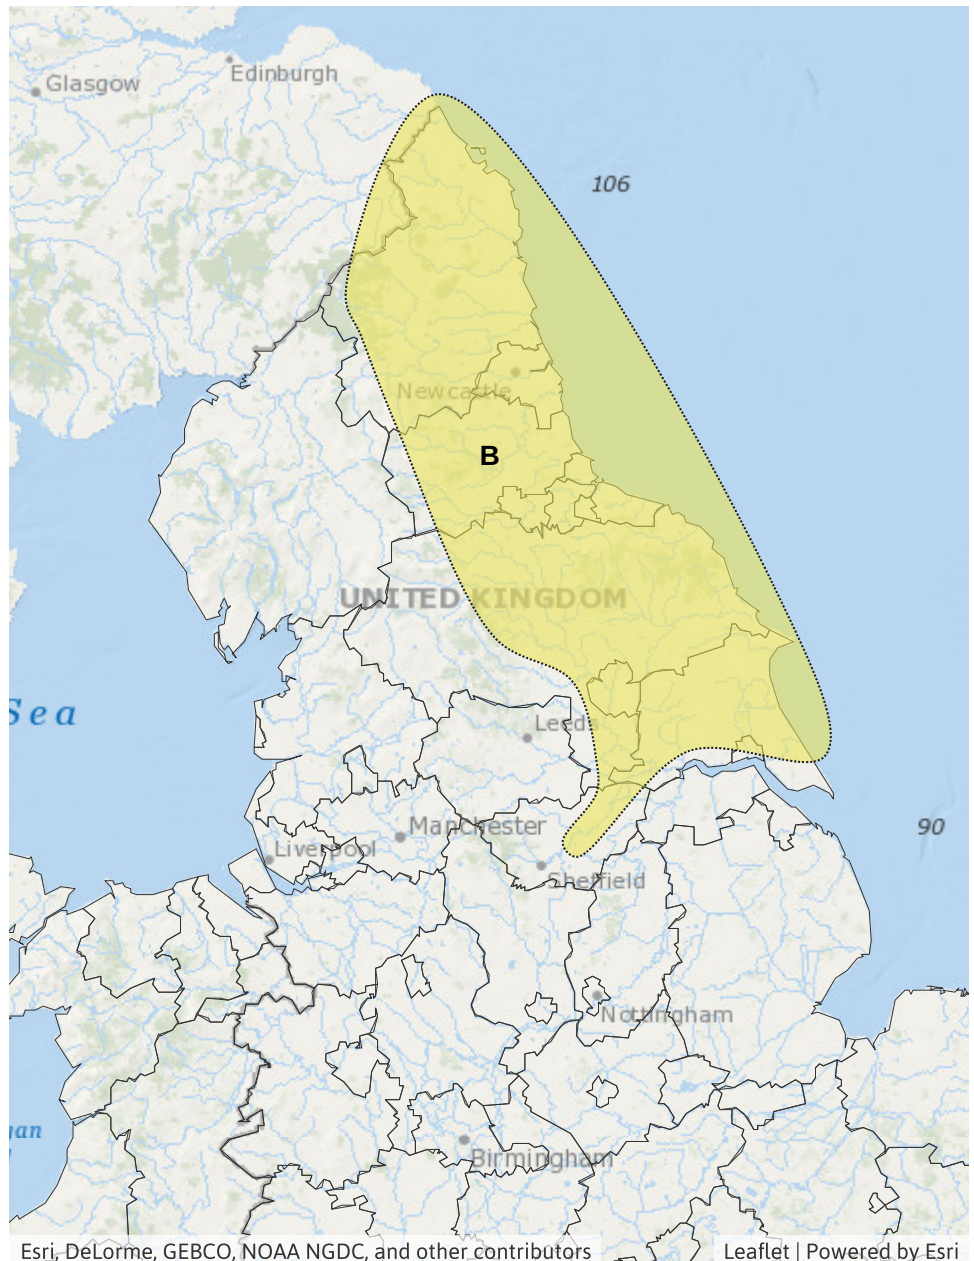 Edinburgh
Glasgow
106
Newcastle
B
UNITED KINGDOM
Sea
Leeds
Manchester
90
Liverpool
Sheffield
Nottingham
gan
Birmingham
Esri, DeLorme, GEBCO, NOAA NGDC, and other contributors
Leaflet | Powered by Esri